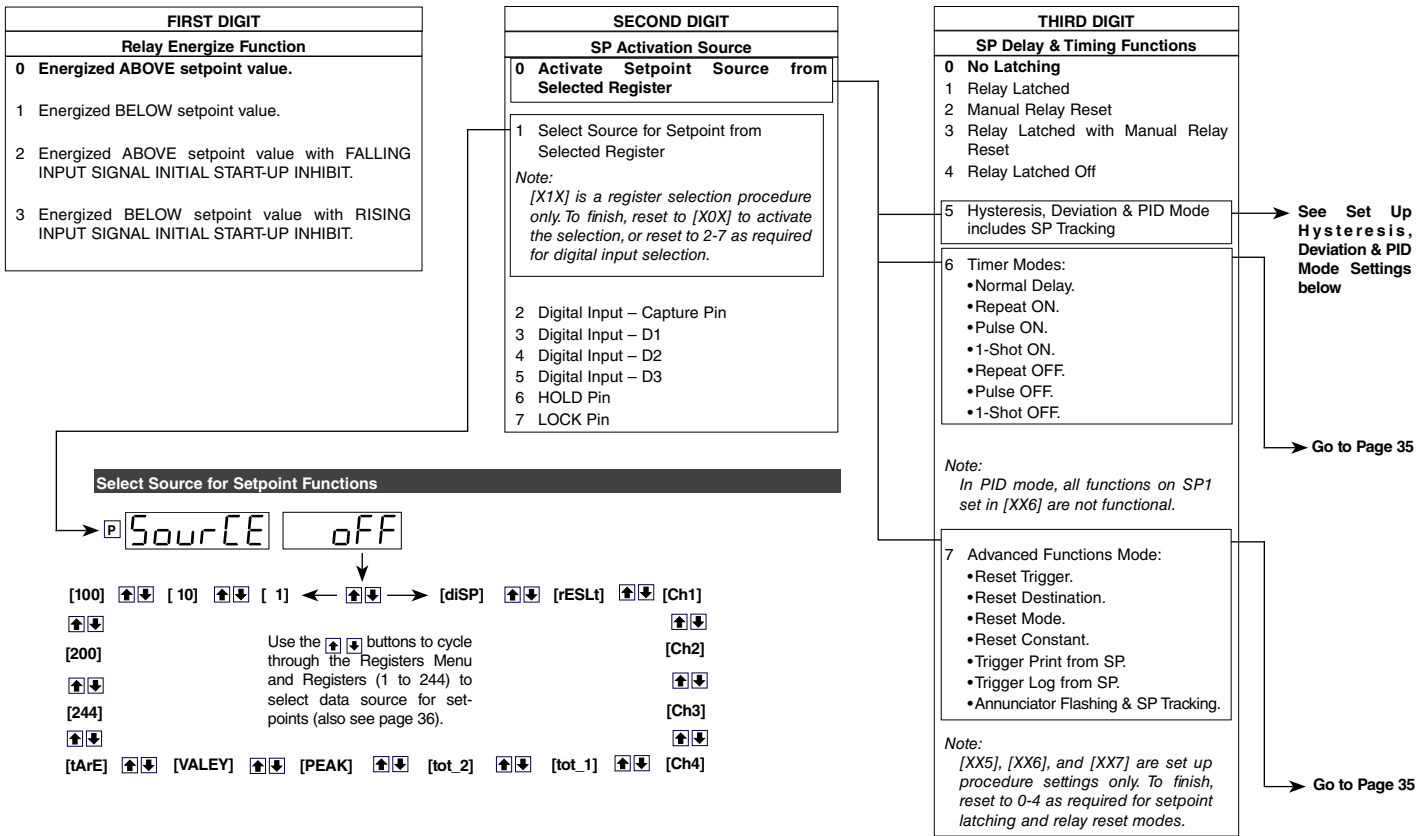 FIRST DIGIT
Relay Energize Function
0 Energized ABOVE setpoint value.
1 Energized BELOW setpoint value.
2 Energized ABOVE setpoint value with FALLING
INPUT SIGNAL INITIAL START-UP INHIBIT.
3 Energized BELOW setpoint value with RISING
INPUT SIGNAL INITIAL START-UP INHIBIT.
SECOND DIGIT
SP Activation Source
0 Activate Setpoint Source from
Selected Register
1 Select Source for Setpoint from
Selected Register
Note:
[X1X] is a register selection procedure
only. To finish, reset to [X0X] to activate
the selection, or reset to 2-7 as required
for digital input selection.
2 Digital Input – Capture Pin
3 Digital Input – D1
4 Digital Input – D2
5 Digital Input – D3
6 HOLD Pin
7 LOCK Pin
THIRD DIGIT
SP Delay & Timing Functions
0 No Latching
1 Relay Latched
2 Manual Relay Reset
3 Relay Latched with Manual Relay
Reset
4 Relay Latched Off
5 Hysteresis, Deviation & PID Mode
includes SP Tracking
See Set Up
Hysteresis,
Deviation & PID
Mode Settings
below
6 Timer Modes:
•Normal Delay.
•Repeat ON.
•Pulse ON.
•1-Shot ON.
•Repeat OFF.
•Pulse OFF.
•1-Shot OFF.
Go to Page 35
Note:
In PID mode, all functions on SP1
set in [XX6] are not functional.
7 Advanced Functions Mode:
•Reset Trigger.
•Reset Destination.
•Reset Mode.
•Reset Constant.
•Trigger Print from SP.
•Trigger Log from SP.
•Annunciator Flashing & SP Tracking.
Note:
[XX5], [XX6], and [XX7] are set up
procedure settings only. To finish,
reset to 0-4 as required for setpoint
latching and relay reset modes.
Go to Page 35
Select Source for Setpoint Functions
P SourCE oFF
[100] [ 10] [ 1] [diSP] [rESLt] [Ch1]
[200]
[244]
Use the buttons to cycle
through the Registers Menu
and Registers (1 to 244) to
select data source for set-
points (also see page 36).
[Ch2]
[Ch3]
[tArE] [VALEY] [PEAK] [tot_2] [tot_1] [Ch4]